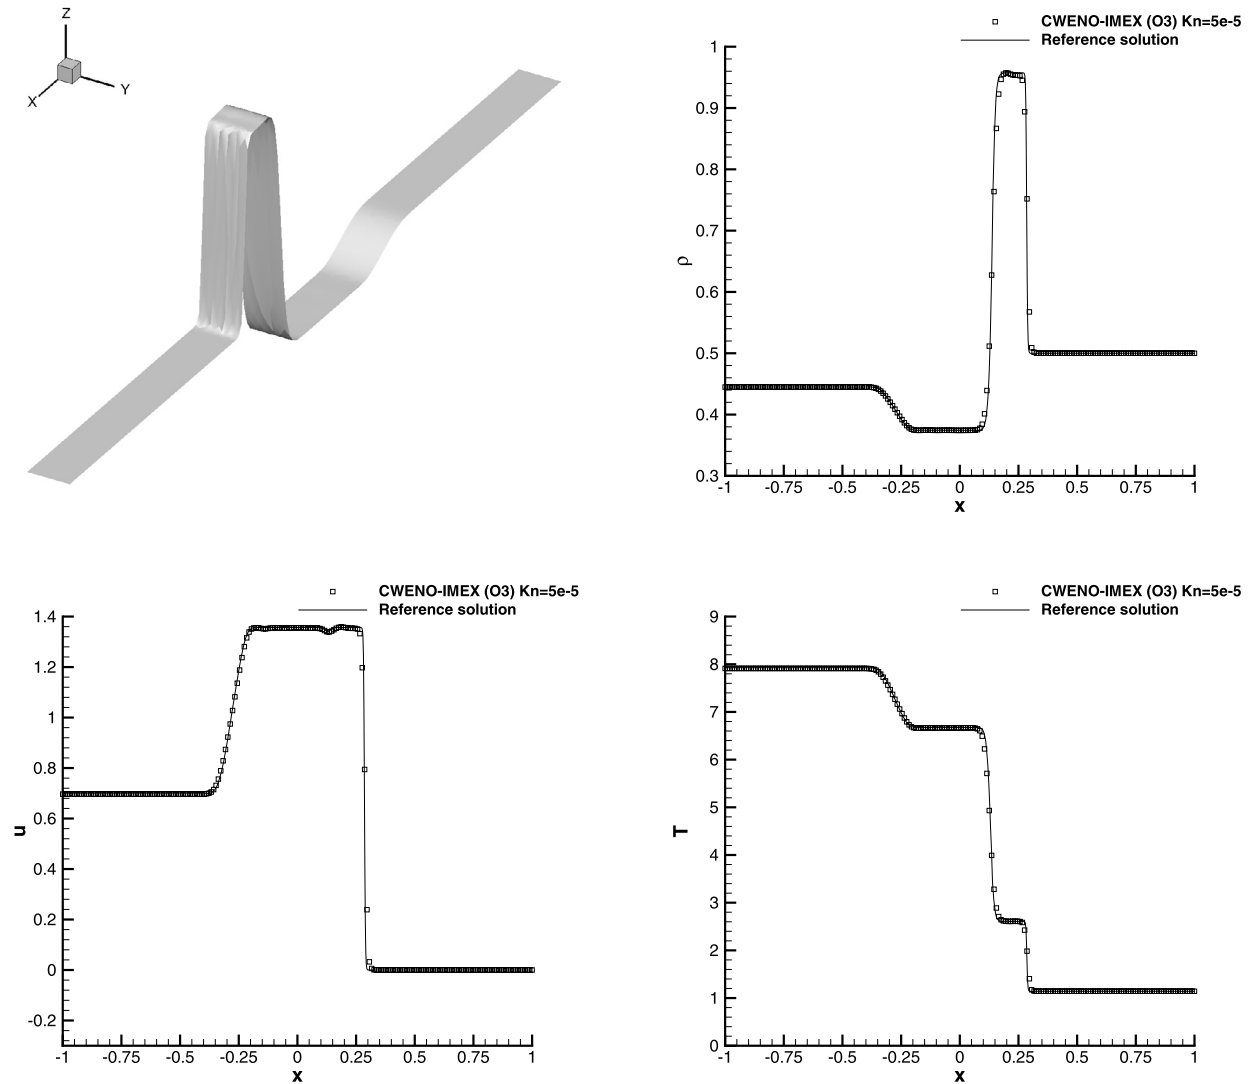 Z
X
Y
CWENO-IMEX (O3) Kn=5e-5
Reference solution
1
0.9
0.8
0.7
0.6
0.5
0.4
0.3
ρ
-1 -0.75 -0.5 -0.25 0 0.25 0.5 0.75 1
x
CWENO-IMEX (O3) Kn=5e-5
Reference solution
1.4
1.2
1
0.8
0.6
0.4
0.2
0
-0.2
u
-1 -0.75 -0.5 -0.25 0 0.25 0.5 0.75 1
x
CWENO-IMEX (O3) Kn=5e-5
Reference solution
9
8
7
6
5
4
3
2
1
0
T
-1 -0.75 -0.5 -0.25 0 0.25 0.5 0.75 1
x